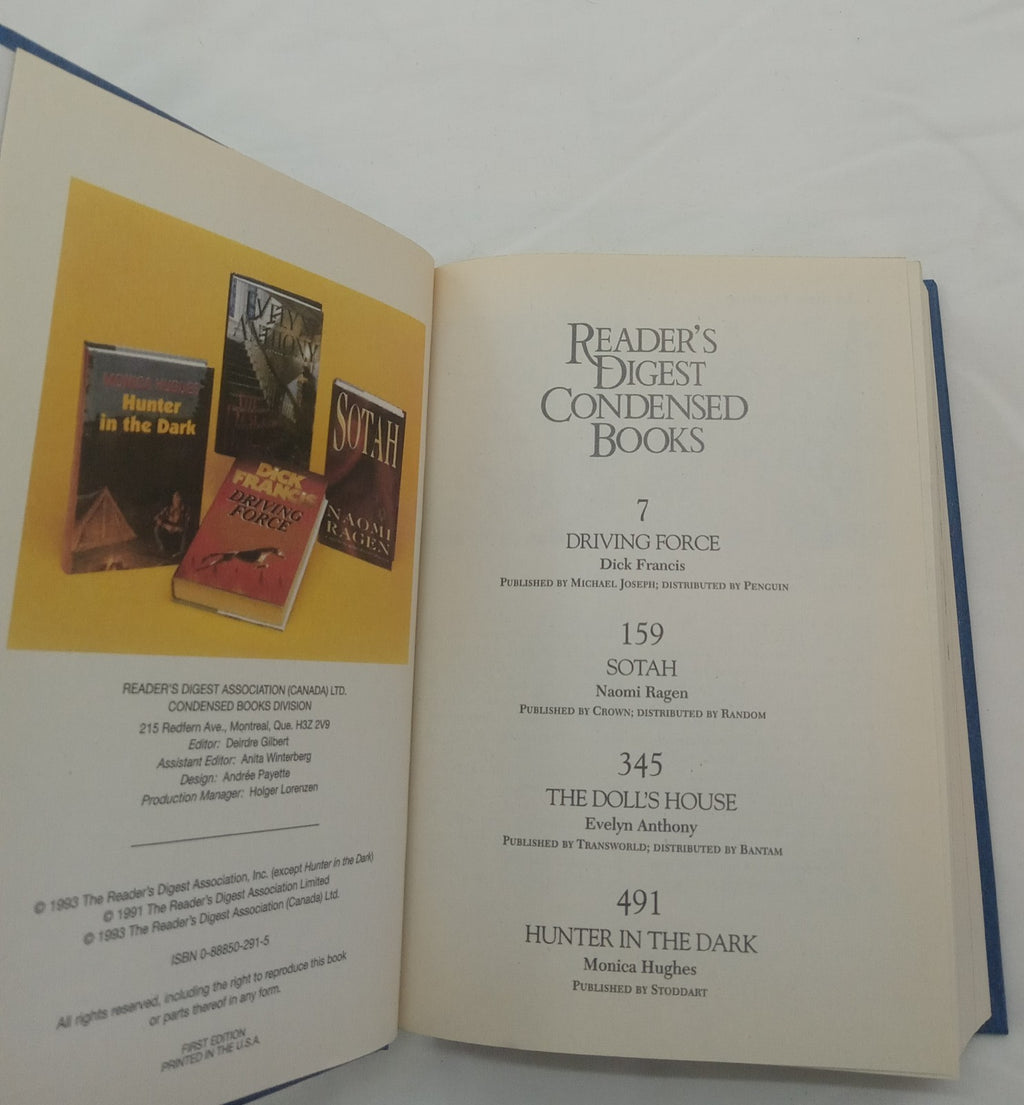 EVELYN
ANTHONY
MONICA HUGHES
Hunter
in the Dark
SOTAH
NAOMI
RAGEN
DICK
FRANCIS
DRIVING
FORCE
READER'S DIGEST ASSOCIATION (CANADA) LTD.
CONDENSED BOOKS DIVISION
215 Redfern Ave., Montreal, Que. H3Z 2V9
Editor: Deirdre Gilbert
Assistant Editor: Anita Winterberg
Design: Andrée Payette
Production Manager: Holger Lorenzen
© 1993 The Reader's Digest Association, Inc. (except Hunter in the Dark)
© 1991 The Reader's Digest Association Limited
© 1993 The Reader's Digest Association (Canada) Ltd.
ISBN 0-88850-291-5
All rights reserved, including the right to reproduce this book
or parts thereof in any form.
FIRST EDITION
PRINTED IN THE U.S.A.
READER'S
DIGEST
CONDENSED
BOOKS
7
DRIVING FORCE
Dick Francis
PUBLISHED BY MICHAEL JOSEPH; DISTRIBUTED BY PENGUIN
159
SOTAH
Naomi Ragen
PUBLISHED BY CROWN; DISTRIBUTED BY RANDOM
345
THE DOLL'S HOUSE
Evelyn Anthony
PUBLISHED BY TRANSWORLD; DISTRIBUTED BY BANTAM
491
HUNTER IN THE DARK
Monica Hughes
PUBLISHED BY STODDART